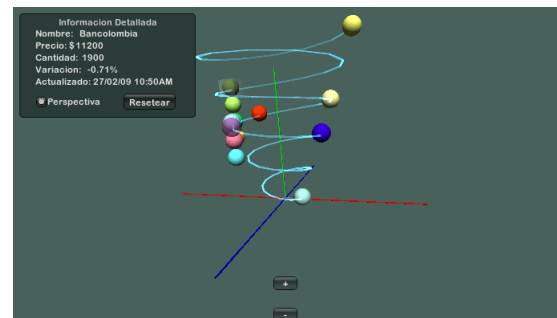 Informacion Detallada
Nombre: Bancolombia
Precio: $11200
Cantidad: 1900
Variacion: -0.71%
Actualizado: 27/02/09 10:50AM
Perspectiva Resetear
+
-